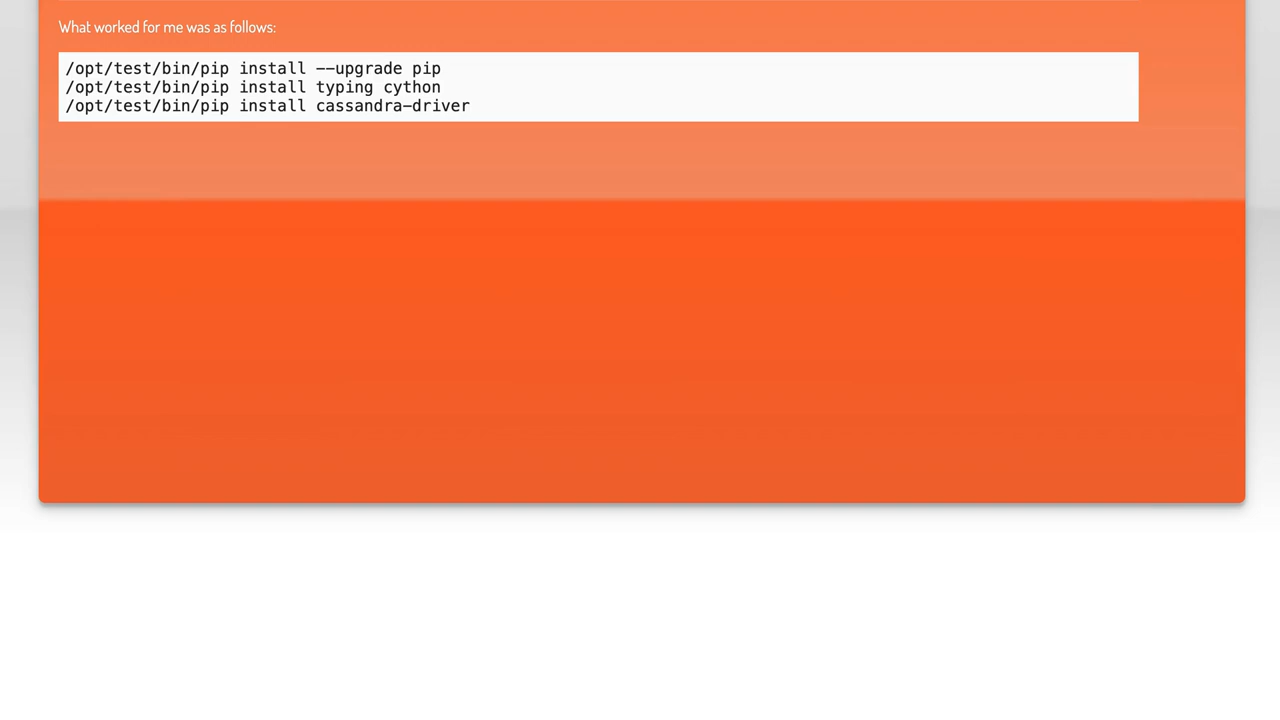 What worked for me was as follows:
/opt/test/bin/pip install --upgrade pip
/opt/test/bin/pip install typing cython
/opt/test/bin/pip install cassandra-driver